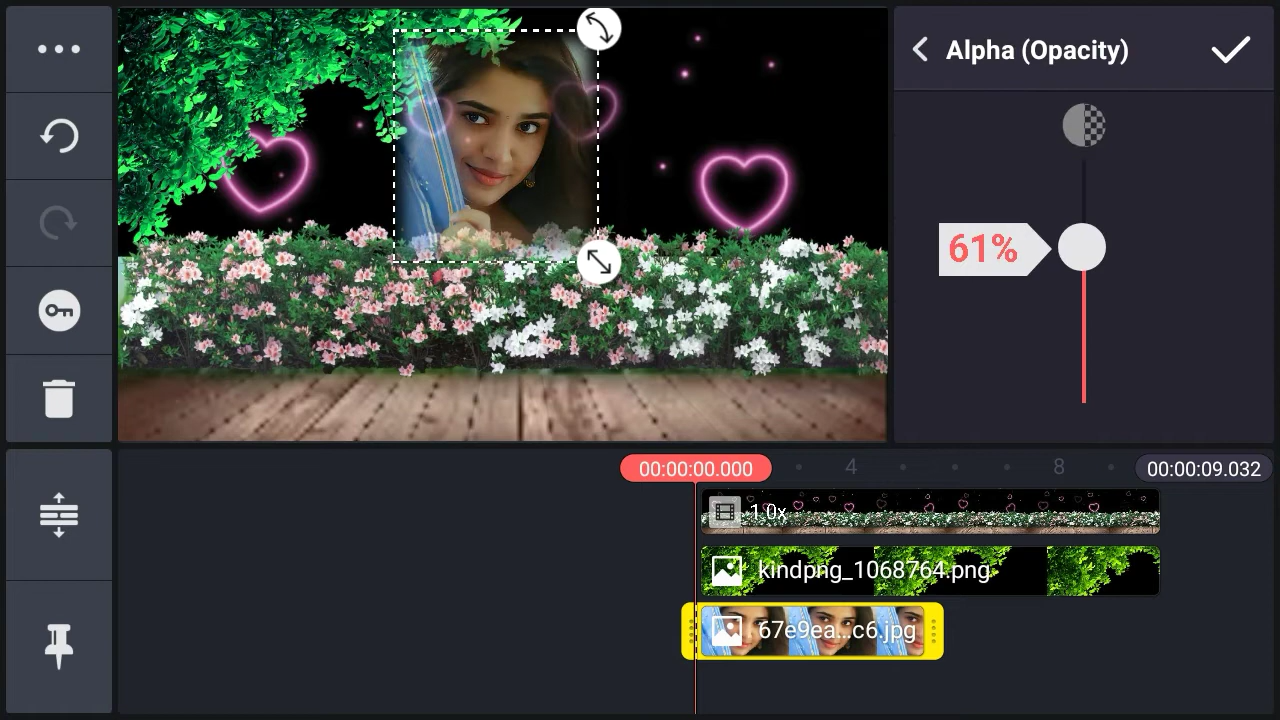 Alpha (Opacity)
61%
00:00:00.000
4
8
00:00:09.032
1.0x
kindpng_1068764.png
67e9ea...c6.jpg